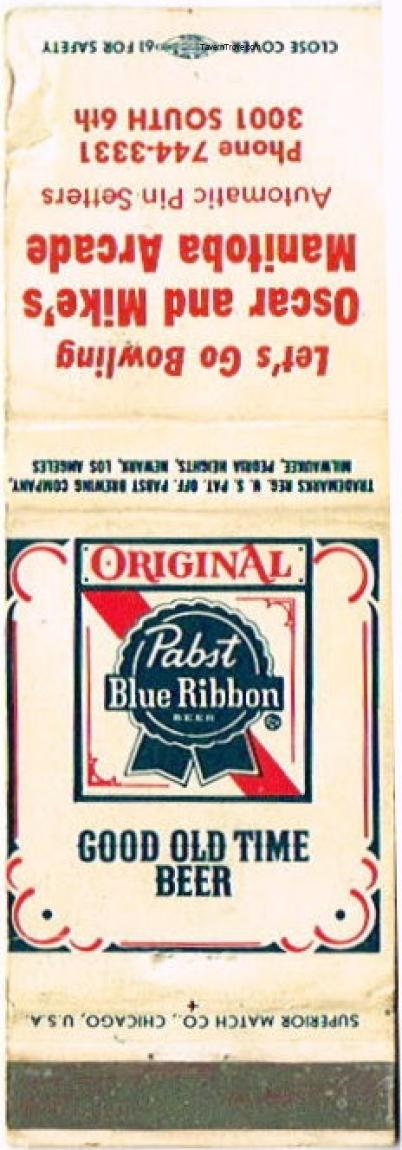 CLOSE COVER FOR SAFETY
TavernTrove.com
3001 SOUTH 6th
Phone 744-3331
Automatic Pin Setters
Manitoba Arcade
Oscar and Mike's
Let's Go Bowling
TRADEMARKS REG. U. S. PAT. OFF. PABST BREWING COMPANY,
MILWAUKEE, PEORIA HEIGHTS, NEWARK, LOS ANGELES
ORIGINAL
Pabst
Blue Ribbon
BEER
GOOD OLD TIME
BEER
SUPERIOR MATCH CO., CHICAGO, U.S.A.